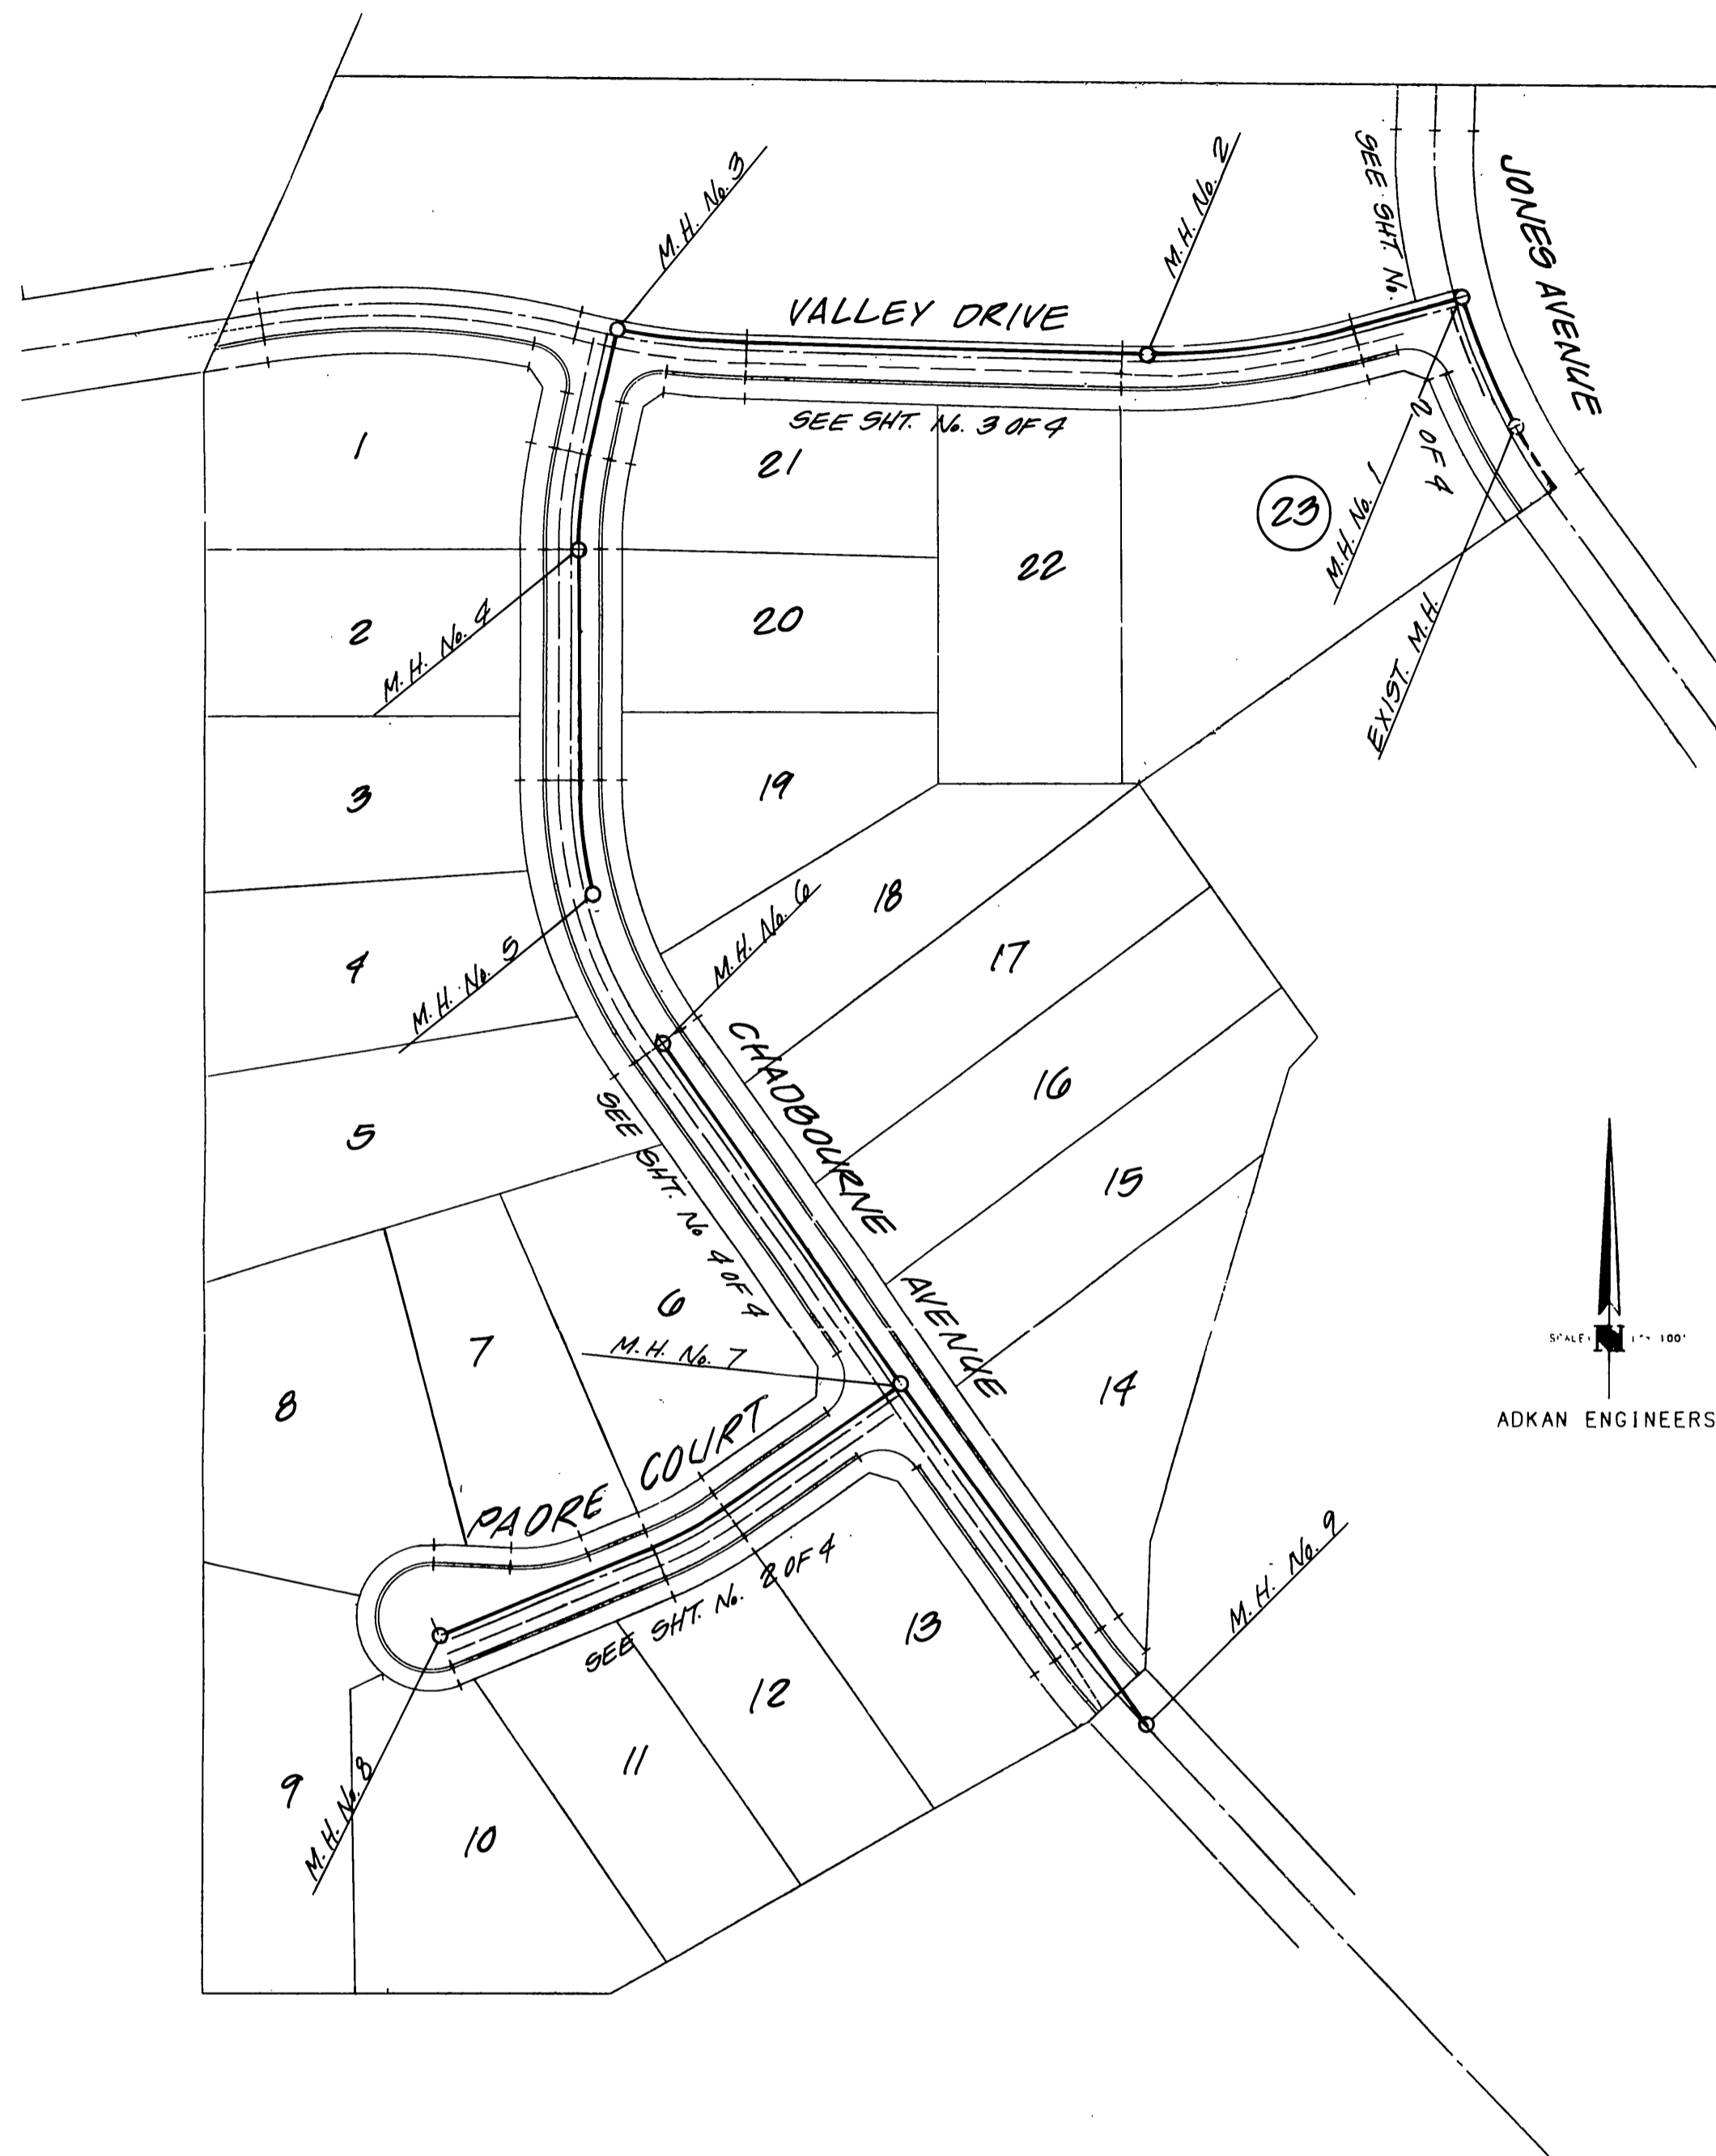 M.H. No. 3
M.H. No. 2
SEE SHT. No.
2 OF 4
JONES AVENUE
VALLEY DRIVE
SEE SHT. No. 3 OF 4
1
21
23
M.H. No. 1
22
2
20
M.H. No. 4
EXIST. M.H.
3
19
18
M.H. No. 6
17
4
M.H. No. 5
CHADBOURNE AVENUE
16
5
SEE SHT. No. 4 OF 4
15
6
M.H. No. 7
7
14
8
N
SCALE: 1" = 100'
ADKAN ENGINEERS
PADRE COURT
SEE SHT. No. 2 OF 4
M.H. No. 9
13
12
11
9
M.H. No. 8
10